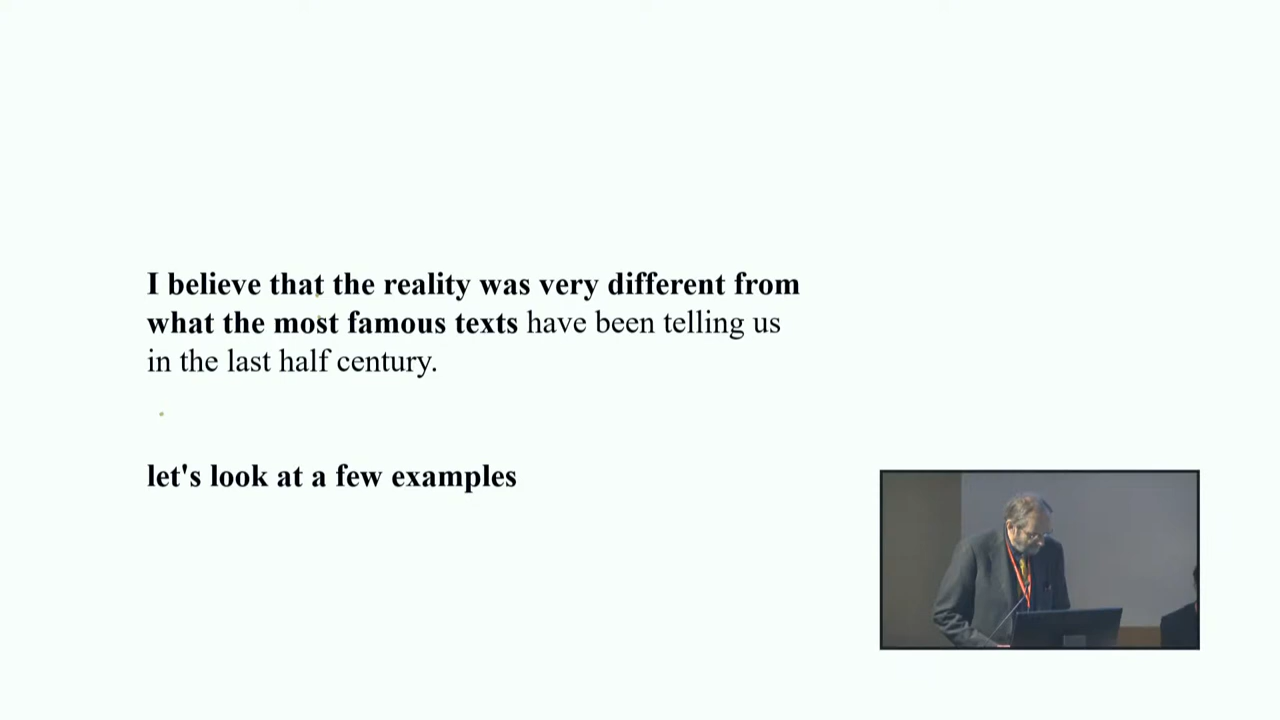 I believe that the reality was very different from
what the most famous texts have been telling us
in the last half century.
let's look at a few examples